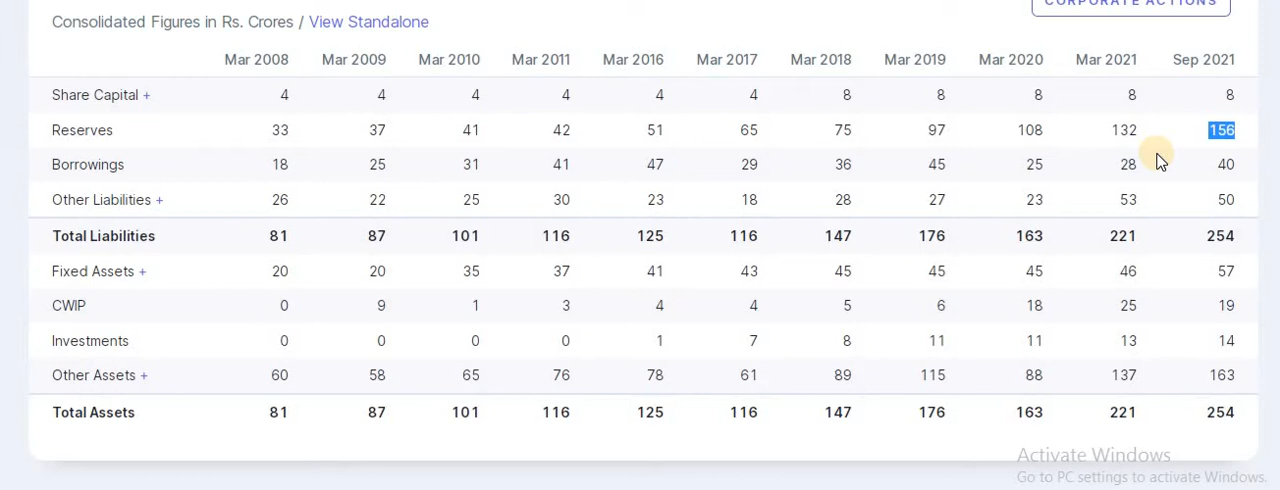 CORPORATE ACTIONS
Consolidated Figures in Rs. Crores / View Standalone
Mar 2008 Mar 2009 Mar 2010 Mar 2011 Mar 2016 Mar 2017 Mar 2018 Mar 2019 Mar 2020 Mar 2021 Sep 2021
Share Capital + 4 4 4 4 4 4 8 8 8 8 8
Reserves 33 37 41 42 51 65 75 97 108 132 156
Borrowings 18 25 31 41 47 29 36 45 25 28 40
Other Liabilities + 26 22 25 30 23 18 28 27 23 53 50
Total Liabilities 81 87 101 116 125 116 147 176 163 221 254
Fixed Assets + 20 20 35 37 41 43 45 45 45 46 57
CWIP 0 9 1 3 4 4 5 6 18 25 19
Investments 0 0 0 0 1 7 8 11 11 13 14
Other Assets + 60 58 65 76 78 61 89 115 88 137 163
Total Assets 81 87 101 116 125 116 147 176 163 221 254
Activate Windows
Go to PC settings to activate Windows.